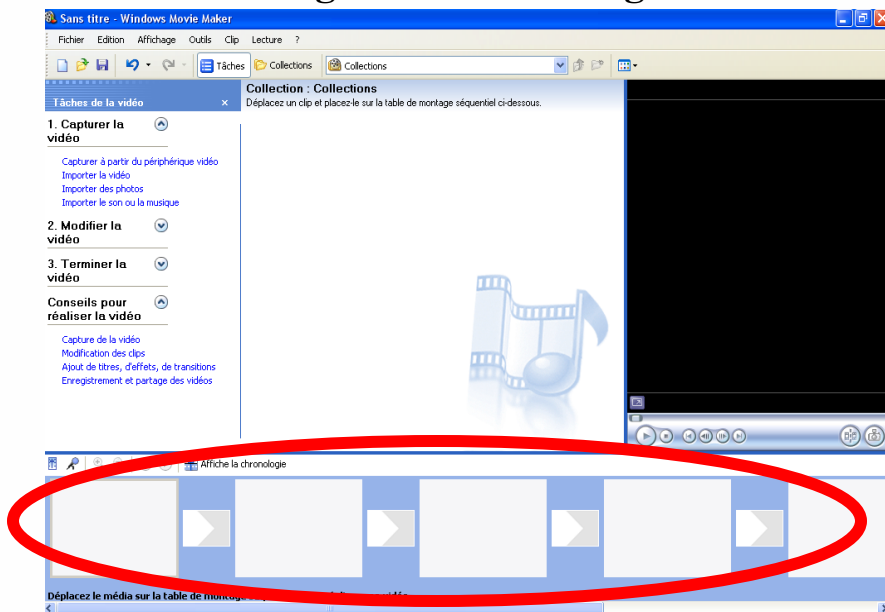 Sans titre - Windows Movie Maker
Fichier Edition Affichage Outils Clip Lecture ?
Tâches Collections Collections
Tâches de la vidéo ×
1. Capturer la
vidéo
Capturer à partir du périphérique vidéo
Importer la vidéo
Importer des photos
Importer le son ou la musique
2. Modifier la
vidéo
3. Terminer la
vidéo
Conseils pour
réaliser la vidéo
Capture de la vidéo
Modification des clips
Ajout de titres, d'effets, de transitions
Enregistrement et partage des vidéos
Collection : Collections
Déplacez un clip et placez-le sur la table de montage séquentiel ci-dessous.
Affiche la chronologie
Déplacez le média sur la table de